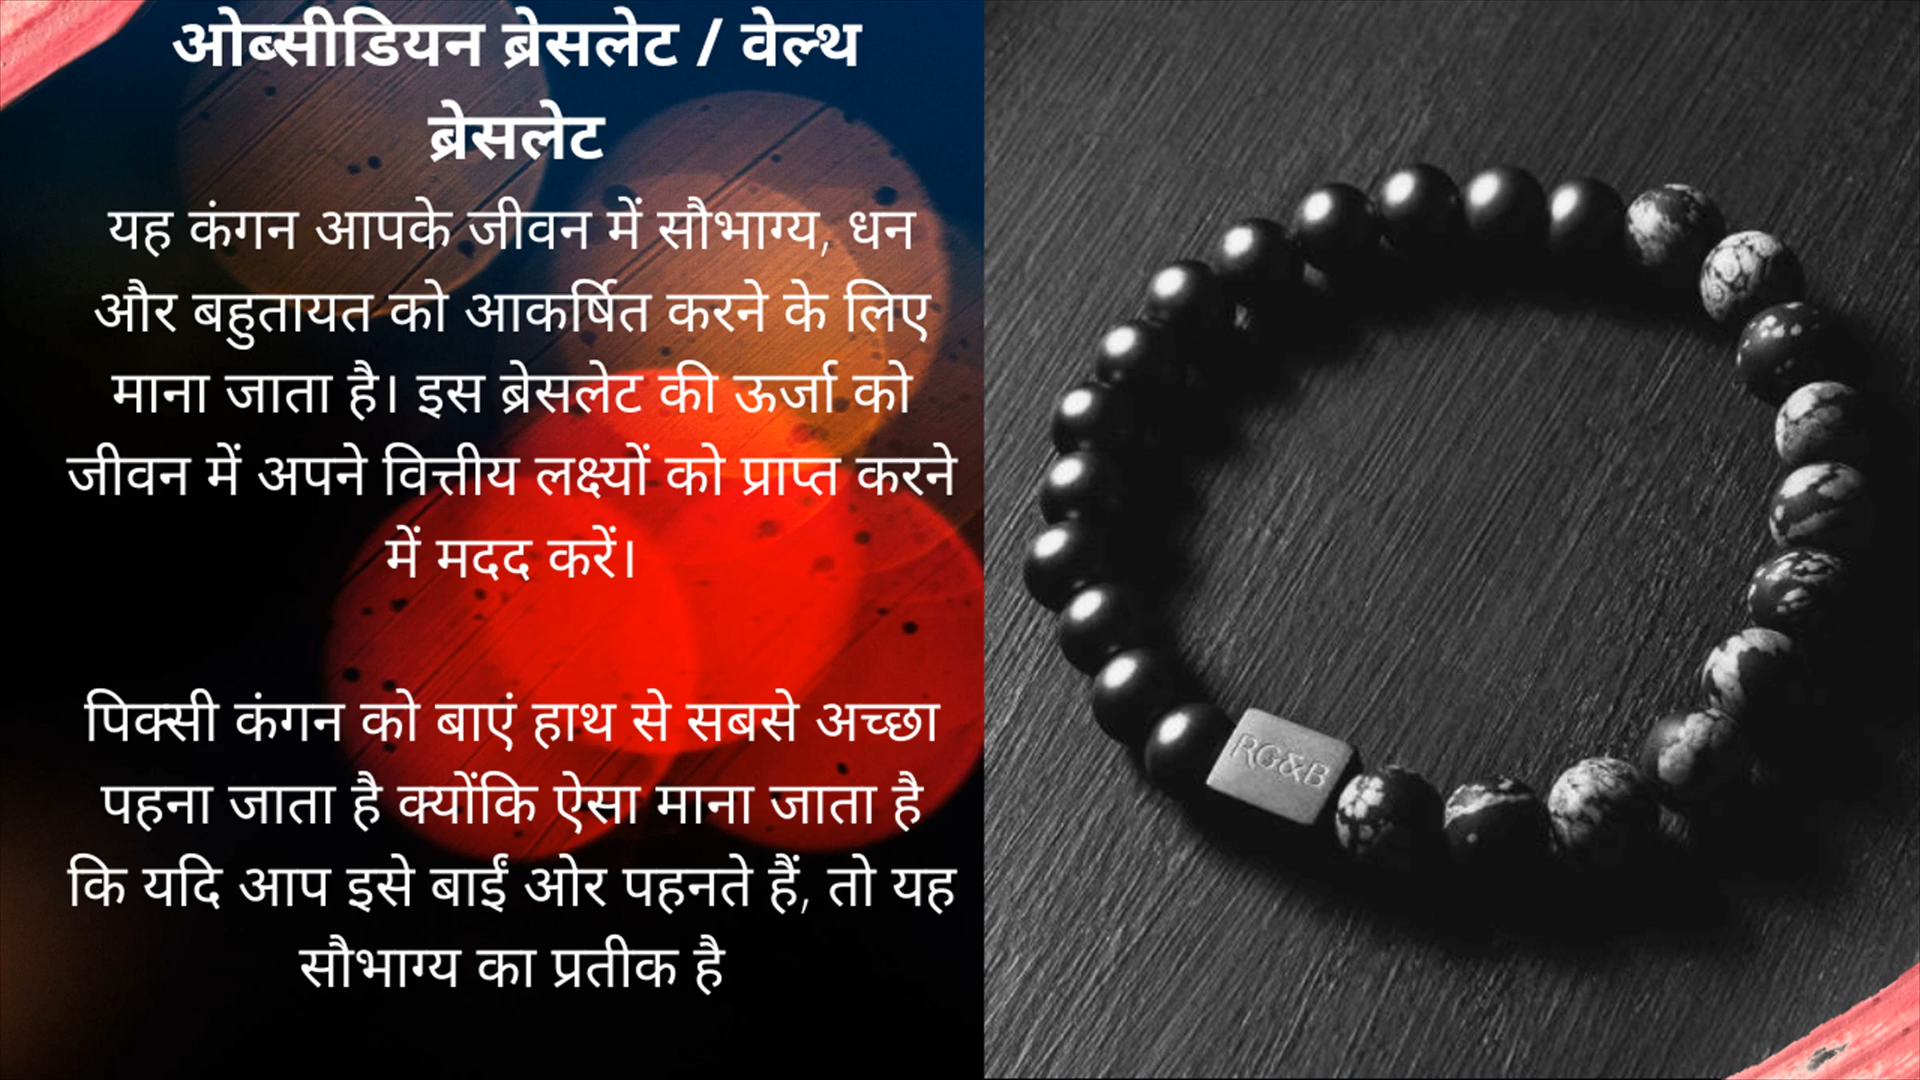 ओब्सीडियन ब्रेसलेट / वेल्थ
ब्रेसलेट
यह कंगन आपके जीवन में सौभाग्य, धन
और बहुतायत को आकर्षित करने के लिए
माना जाता है। इस ब्रेसलेट की ऊर्जा को
जीवन में अपने वित्तीय लक्ष्यों को प्राप्त करने
में मदद करें।
पिक्सी कंगन को बाएं हाथ से सबसे अच्छा
पहना जाता है क्योंकि ऐसा माना जाता है
कि यदि आप इसे बाईं ओर पहनते हैं, तो यह
सौभाग्य का प्रतीक है
RG&B